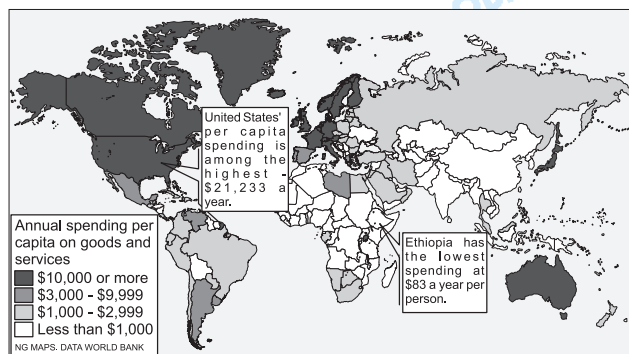 United States'
per capita
spending is
among the
highest -
$21,233 a
year.
Ethiopia has
the lowest
spending at
$83 a year per
person.
Annual spending per
capita on goods and
services
$10,000 or more
$3,000 - $9,999
$1,000 - $2,999
Less than $1,000
NG MAPS. DATA WORLD BANK